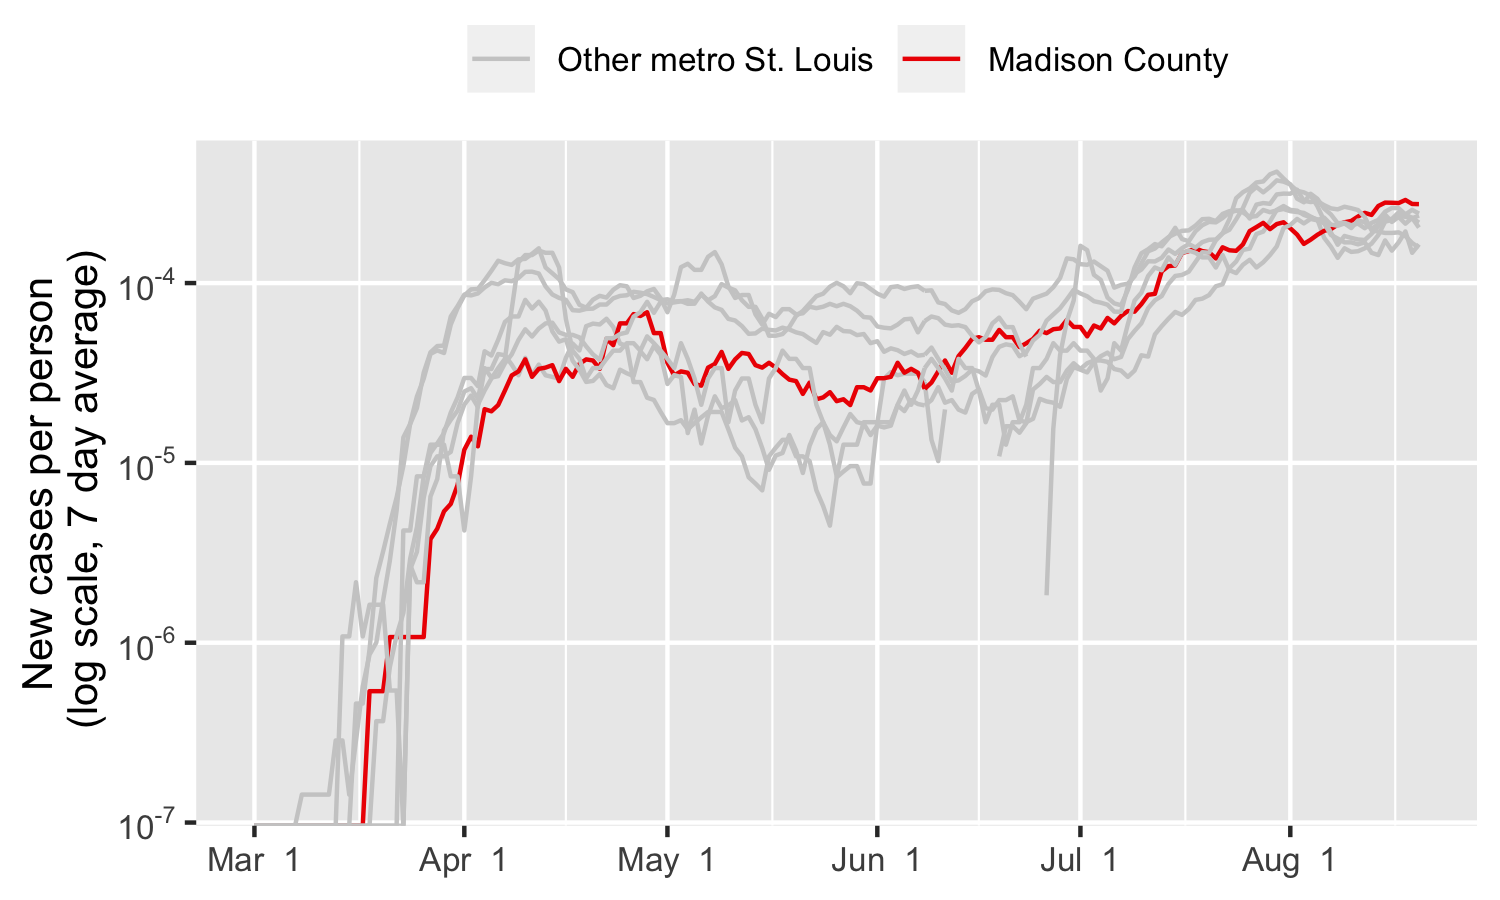 Other metro St. Louis Madison County
New cases per person
(log scale, 7 day average)
10-4
10-5
10-6
10-7
Mar 1 Apr 1 May 1 Jun 1 Jul 1 Aug 1